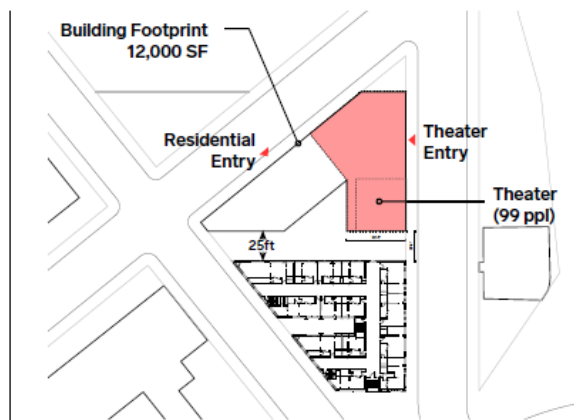 Building Footprint
12,000 SF
Residential
Entry
Theater
Entry
Theater
(99 ppl)
25ft